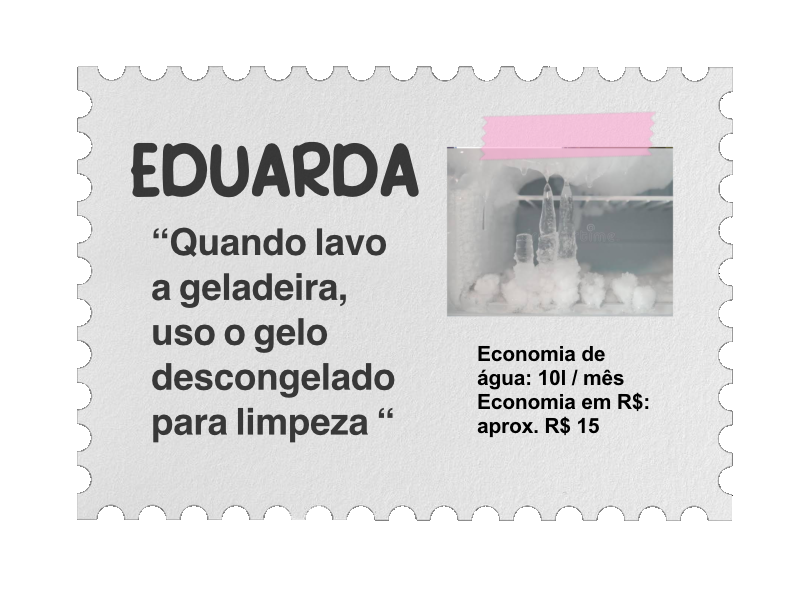 EDUARDA
“Quando lavo
a geladeira,
uso o gelo
descongelado
para limpeza “
Economia de
água: 10l / mês
Economia em R$:
aprox. R$ 15